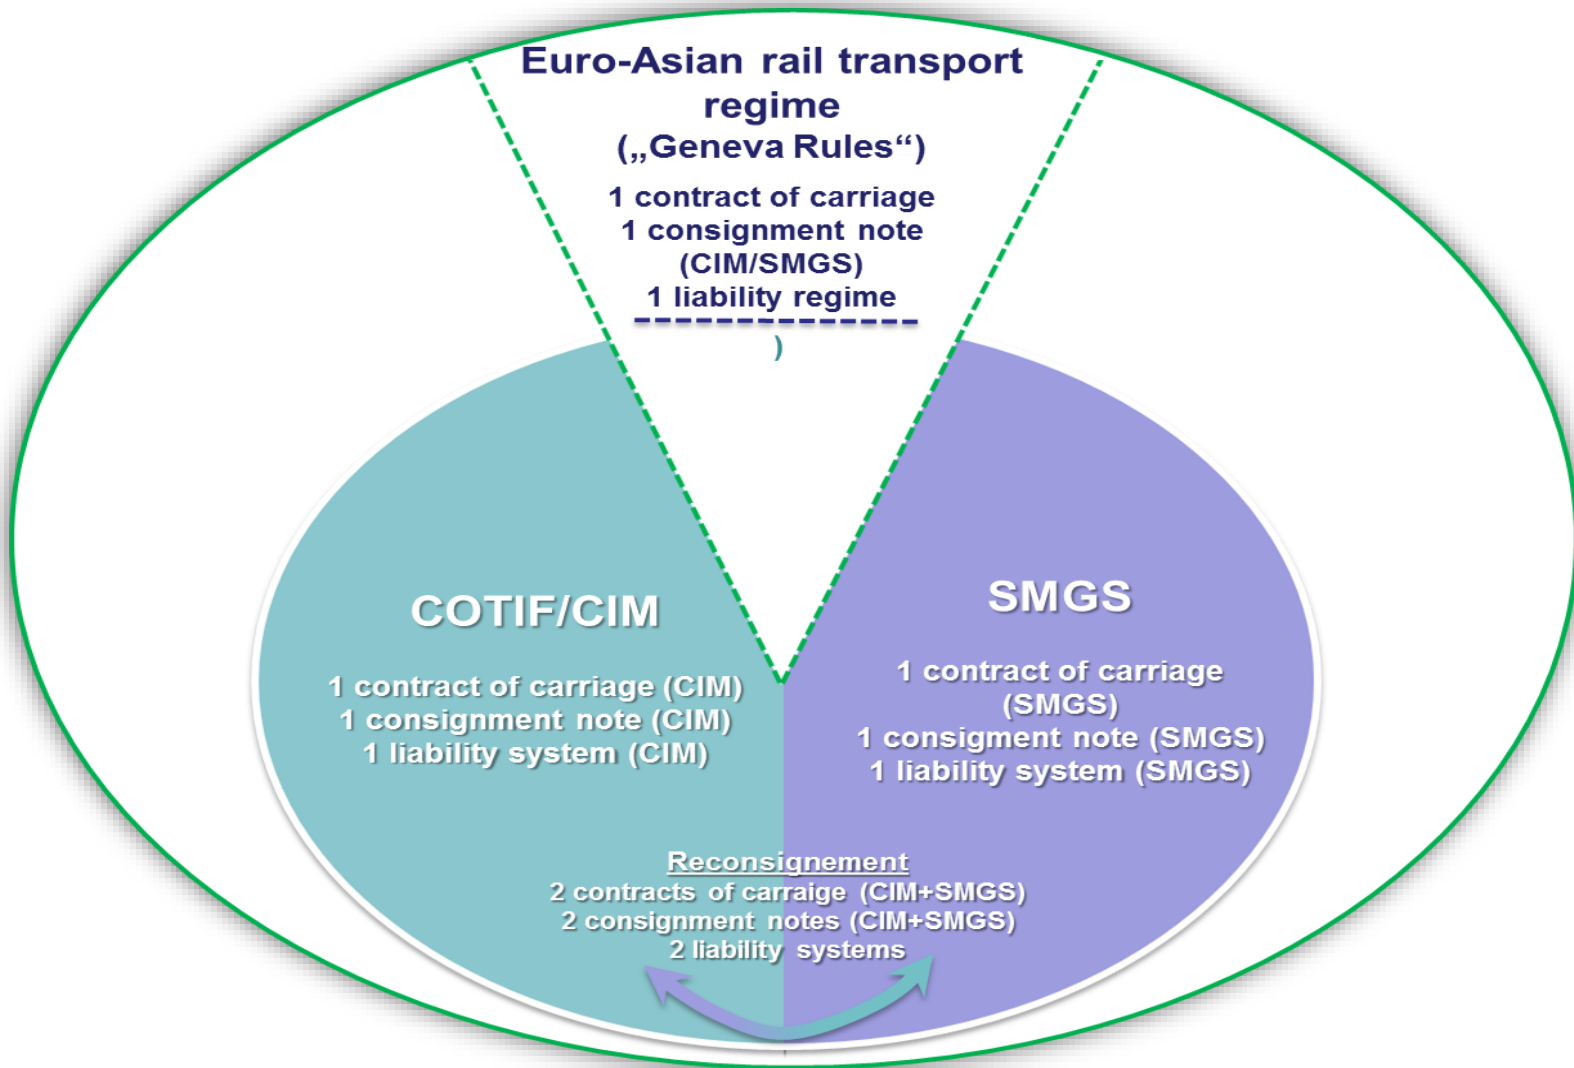 Euro-Asian rail transport
regime
(„Geneva Rules“)
1 contract of carriage
1 consignment note
(CIM/SMGS)
1 liability regime
)
COTIF/CIM
1 contract of carriage (CIM)
1 consignment note (CIM)
1 liability system (CIM)
SMGS
1 contract of carriage
(SMGS)
1 consigment note (SMGS)
1 liability system (SMGS)
Reconsignement
2 contracts of carraige (CIM+SMGS)
2 consignment notes (CIM+SMGS)
2 liability systems